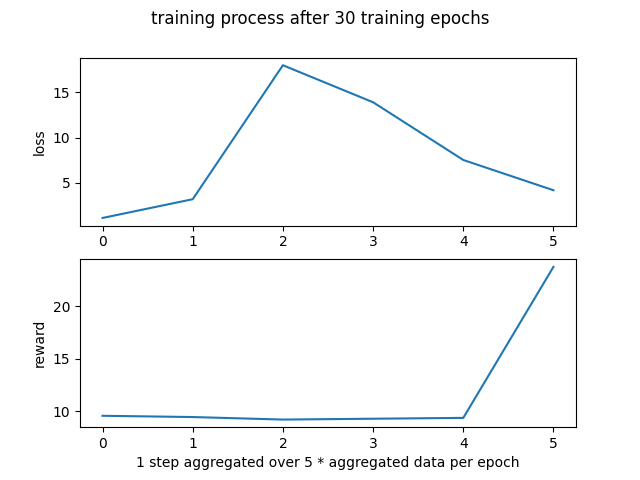 training process after 30 training epochs
15
10
5
loss
0 1 2 3 4 5
20
15
10
reward
0 1 2 3 4 5
1 step aggregated over 5 * aggregated data per epoch